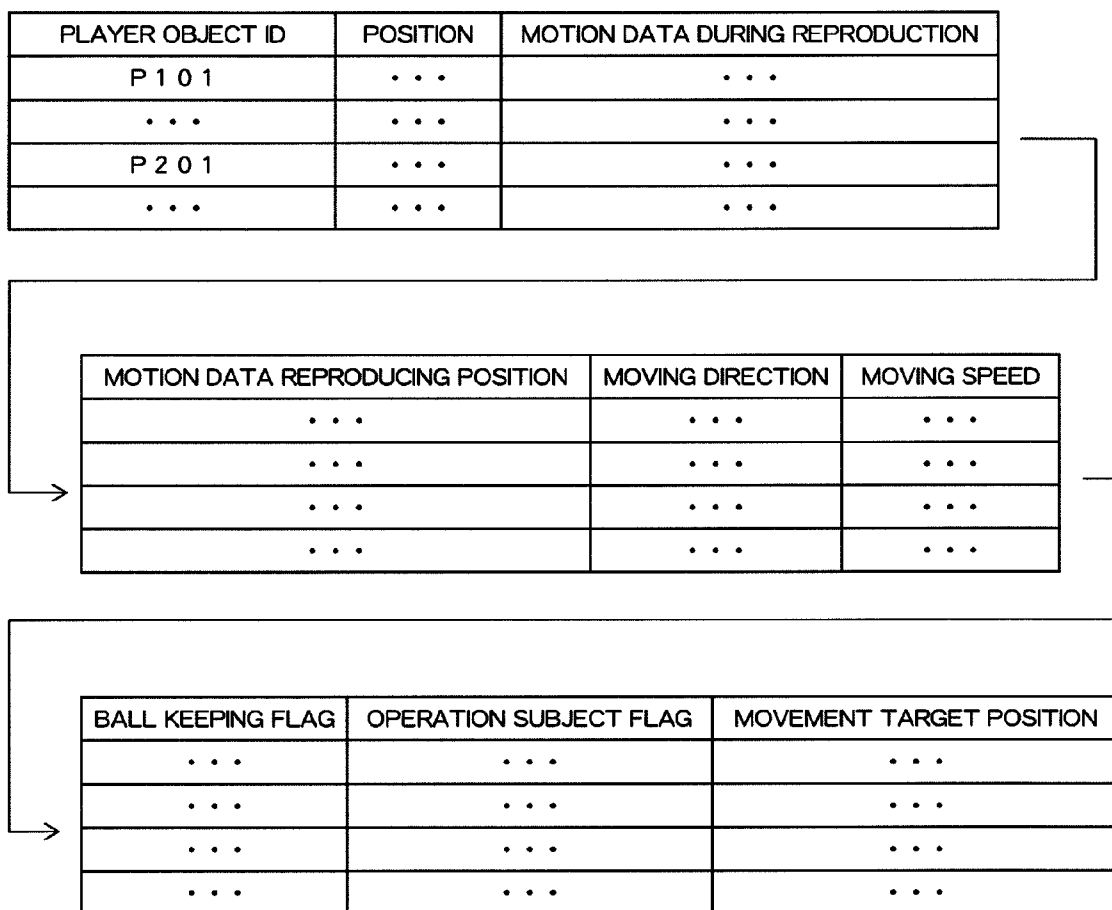 PLAYER OBJECT ID POSITION MOTION DATA DURING REPRODUCTION
P101 ... ...
... ... ...
P201 ... ...
... ... ...
MOTION DATA REPRODUCING POSITION MOVING DIRECTION MOVING SPEED
... ... ...
... ... ...
... ... ...
... ... ...
BALL KEEPING FLAG OPERATION SUBJECT FLAG MOVEMENT TARGET POSITION
... ... ...
... ... ...
... ... ...
... ... ...